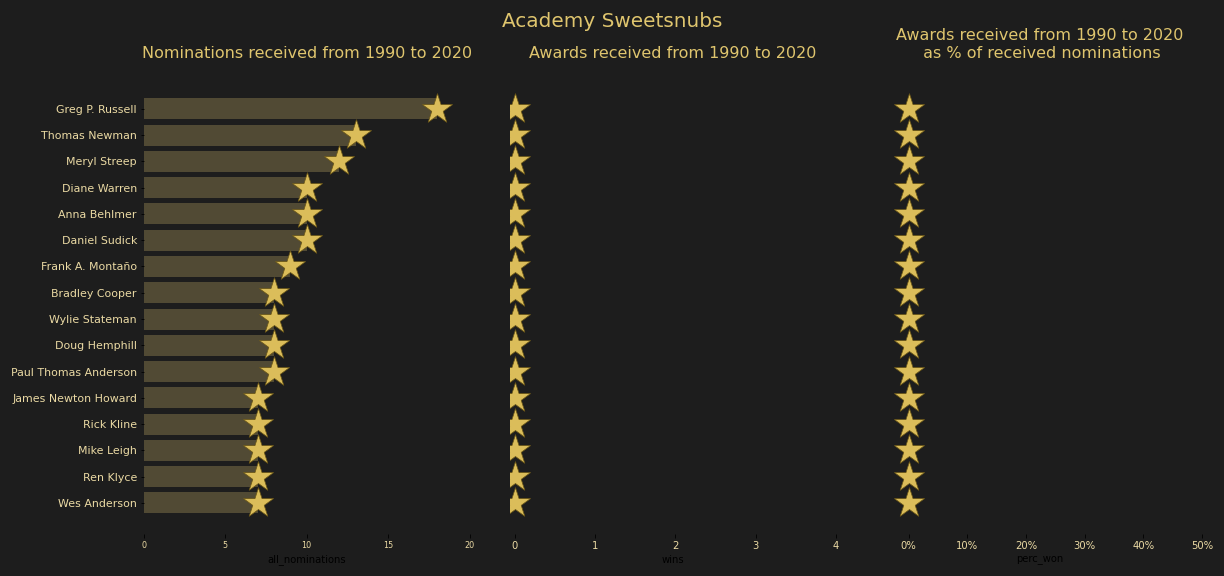 Academy Sweetsnubs
Nominations received from 1990 to 2020
Awards received from 1990 to 2020
Awards received from 1990 to 2020
as % of received nominations
Greg P. Russell
Thomas Newman
Meryl Streep
Diane Warren
Anna Behlmer
Daniel Sudick
Frank A. Montaño
Bradley Cooper
Wylie Stateman
Doug Hemphill
Paul Thomas Anderson
James Newton Howard
Rick Kline
Mike Leigh
Ren Klyce
Wes Anderson
0 5 10 15 20
all_nominations
0 1 2 3 4
wins
0% 10% 20% 30% 40% 50%
perc_won